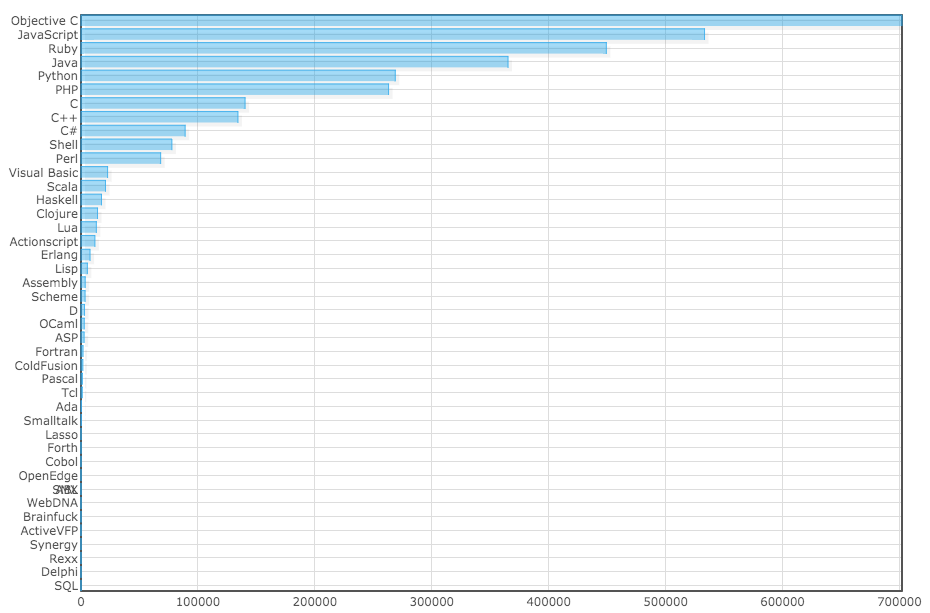 Objective C
JavaScript
Ruby
Java
Python
PHP
C
C++
C#
Shell
Perl
Visual Basic
Scala
Haskell
Clojure
Lua
Actionscript
Erlang
Lisp
Assembly
Scheme
D
OCaml
ASP
Fortran
ColdFusion
Pascal
Tcl
Ada
Smalltalk
Lasso
Forth
Cobol
OpenEdge
WebDNA
Brainfuck
ActiveVFP
Synergy
Rexx
Delphi
SQL
0 100000 200000 300000 400000 500000 600000 700000